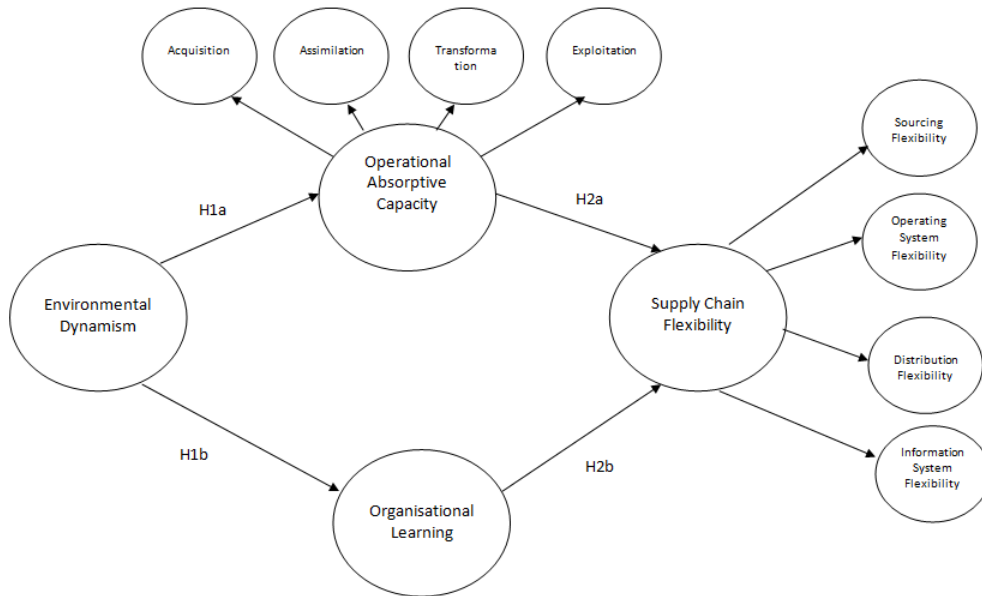 Acquisition
Assimilation
Transforma
tion
Exploitation
Operational
Absorptive
Capacity
Sourcing
Flexibility
H1a
H2a
Operating
System
Flexibility
Environmental
Dynamism
Supply Chain
Flexibility
Distribution
Flexibility
H1b
H2b
Information
System
Flexibility
Organisational
Learning